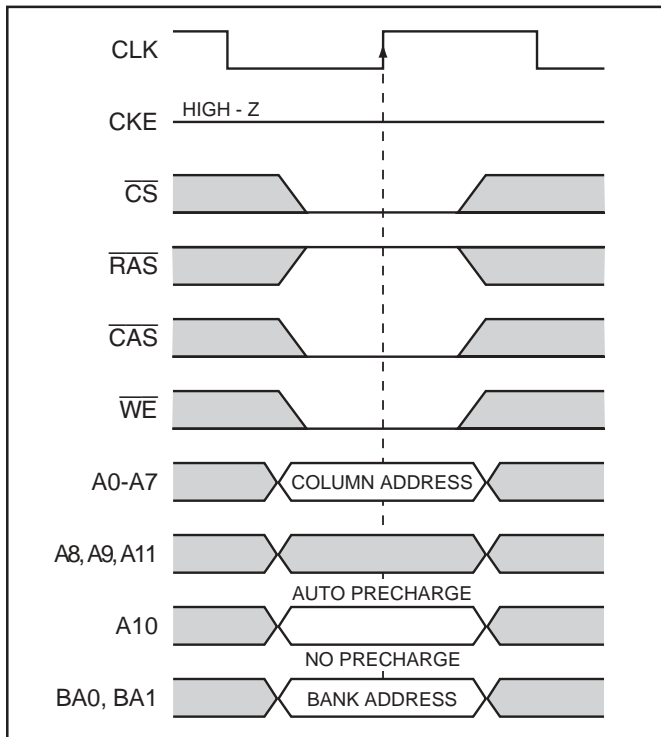 CLK
CKE HIGH - Z
CS
RAS
CAS
WE
A0-A7 COLUMN ADDRESS
A8, A9, A11
AUTO PRECHARGE
A10
NO PRECHARGE
BA0, BA1 BANK ADDRESS